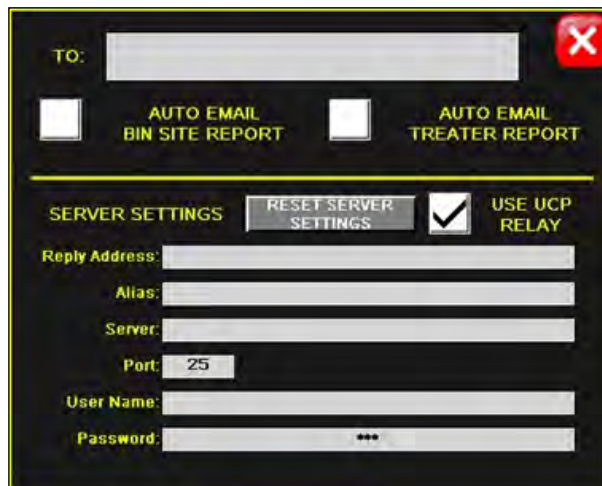 TO:
AUTO EMAIL
BIN SITE REPORT
AUTO EMAIL
TREATER REPORT
SERVER SETTINGS
RESET SERVER
SETTINGS
USE UCP
RELAY
Reply Address:
Alias:
Server:
Port: 25
User Name:
Password: ***